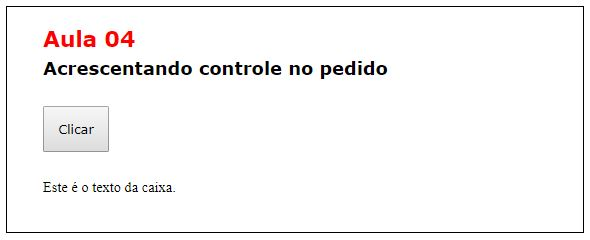 Aula 04
Acrescentando controle no pedido
Clicar
Este é o texto da caixa.